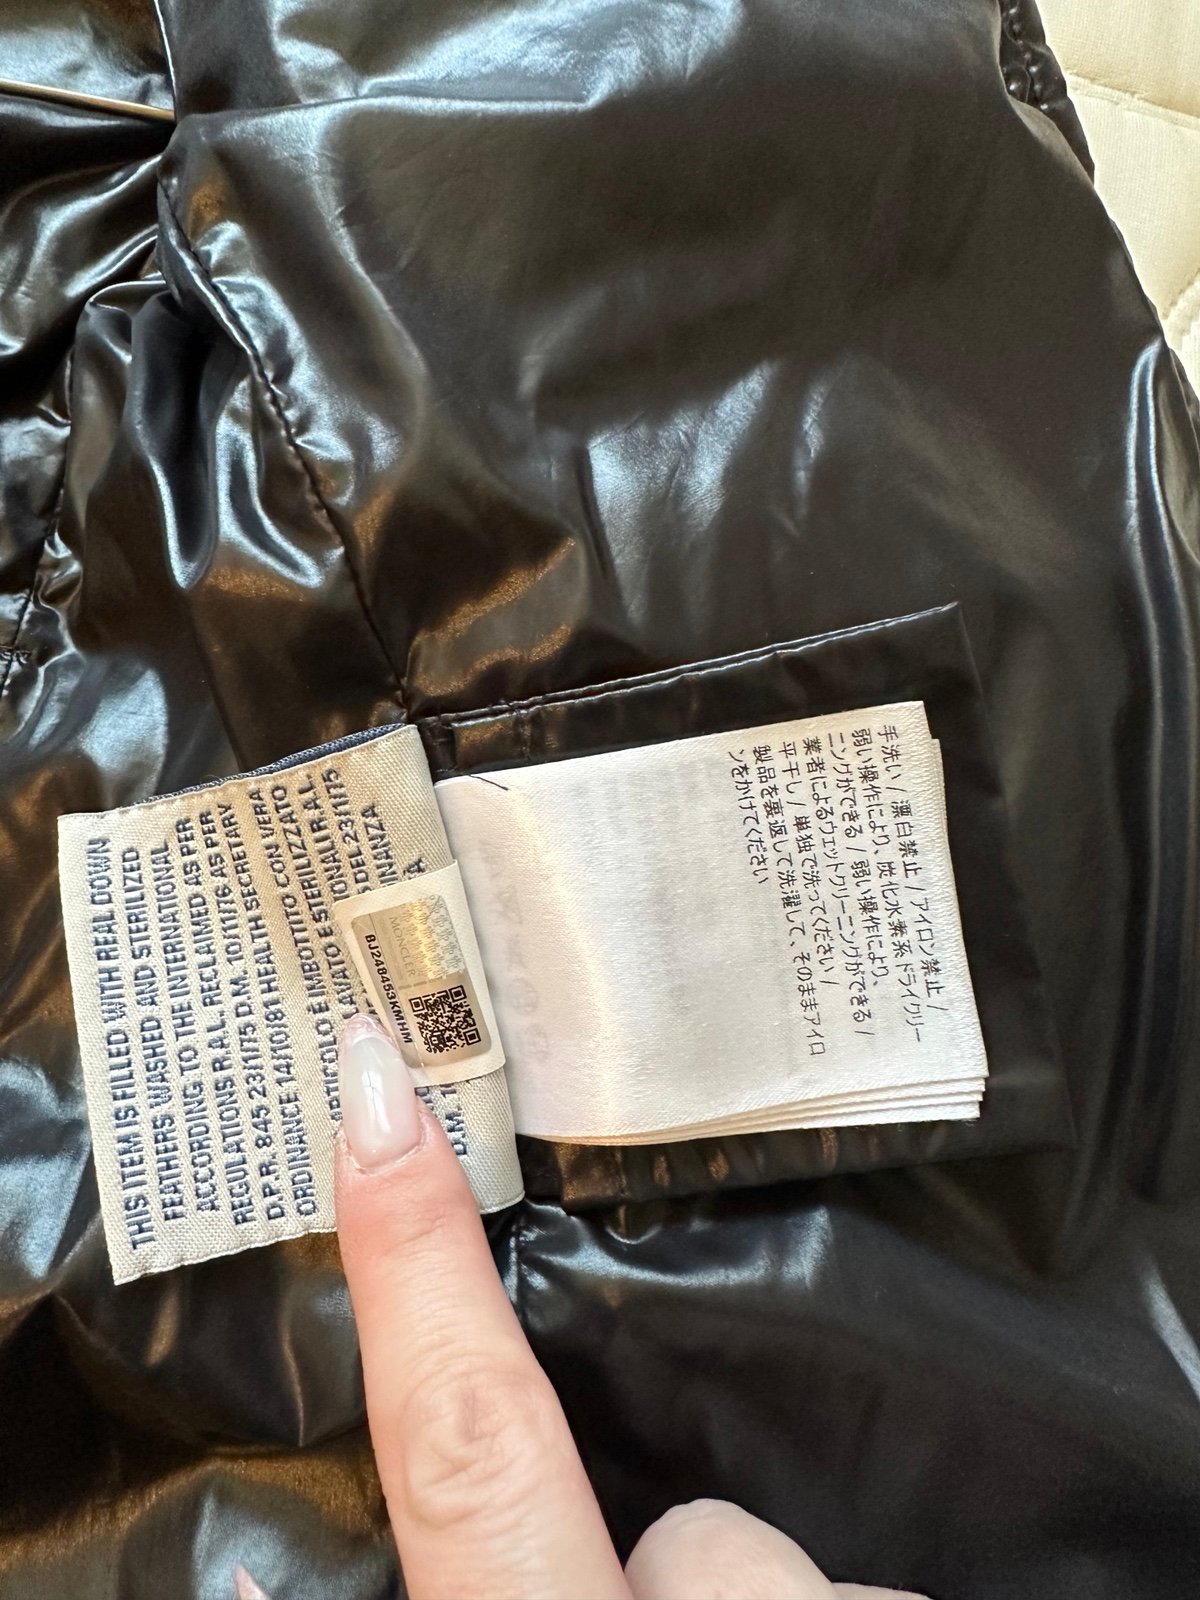 THIS ITEM IS FILLED WITH REAL DOWN
FEATHERS WASHED AND STERILIZED
ACCORDING TO THE INTERNATIONAL
REGULATIONS R.A.L. RECLAIMED AS PER
D.P.R. 845 23/1/75 D.M. 10/11/76 AS PER
ORDINANCE 14/10/81 HEALTH SECRETARY
ARTICOLO È IMBOTTITO CON VERA
LAVATO E STERILIZZATO
IONALI R.A.L.
DEL 23/1/75
INANZA
D.M. 10
MONCLER
BJ248453KMHM
手洗い / 漂白禁止 / アイロン禁止 /
弱い操作により、炭化水素系ドライクリー
ニングができる / 弱い操作により、
業者によるウェットクリーニングができる /
平干し / 単独で洗ってください /
製品を裏返して洗濯して、そのままアイロ
ンをかけてください